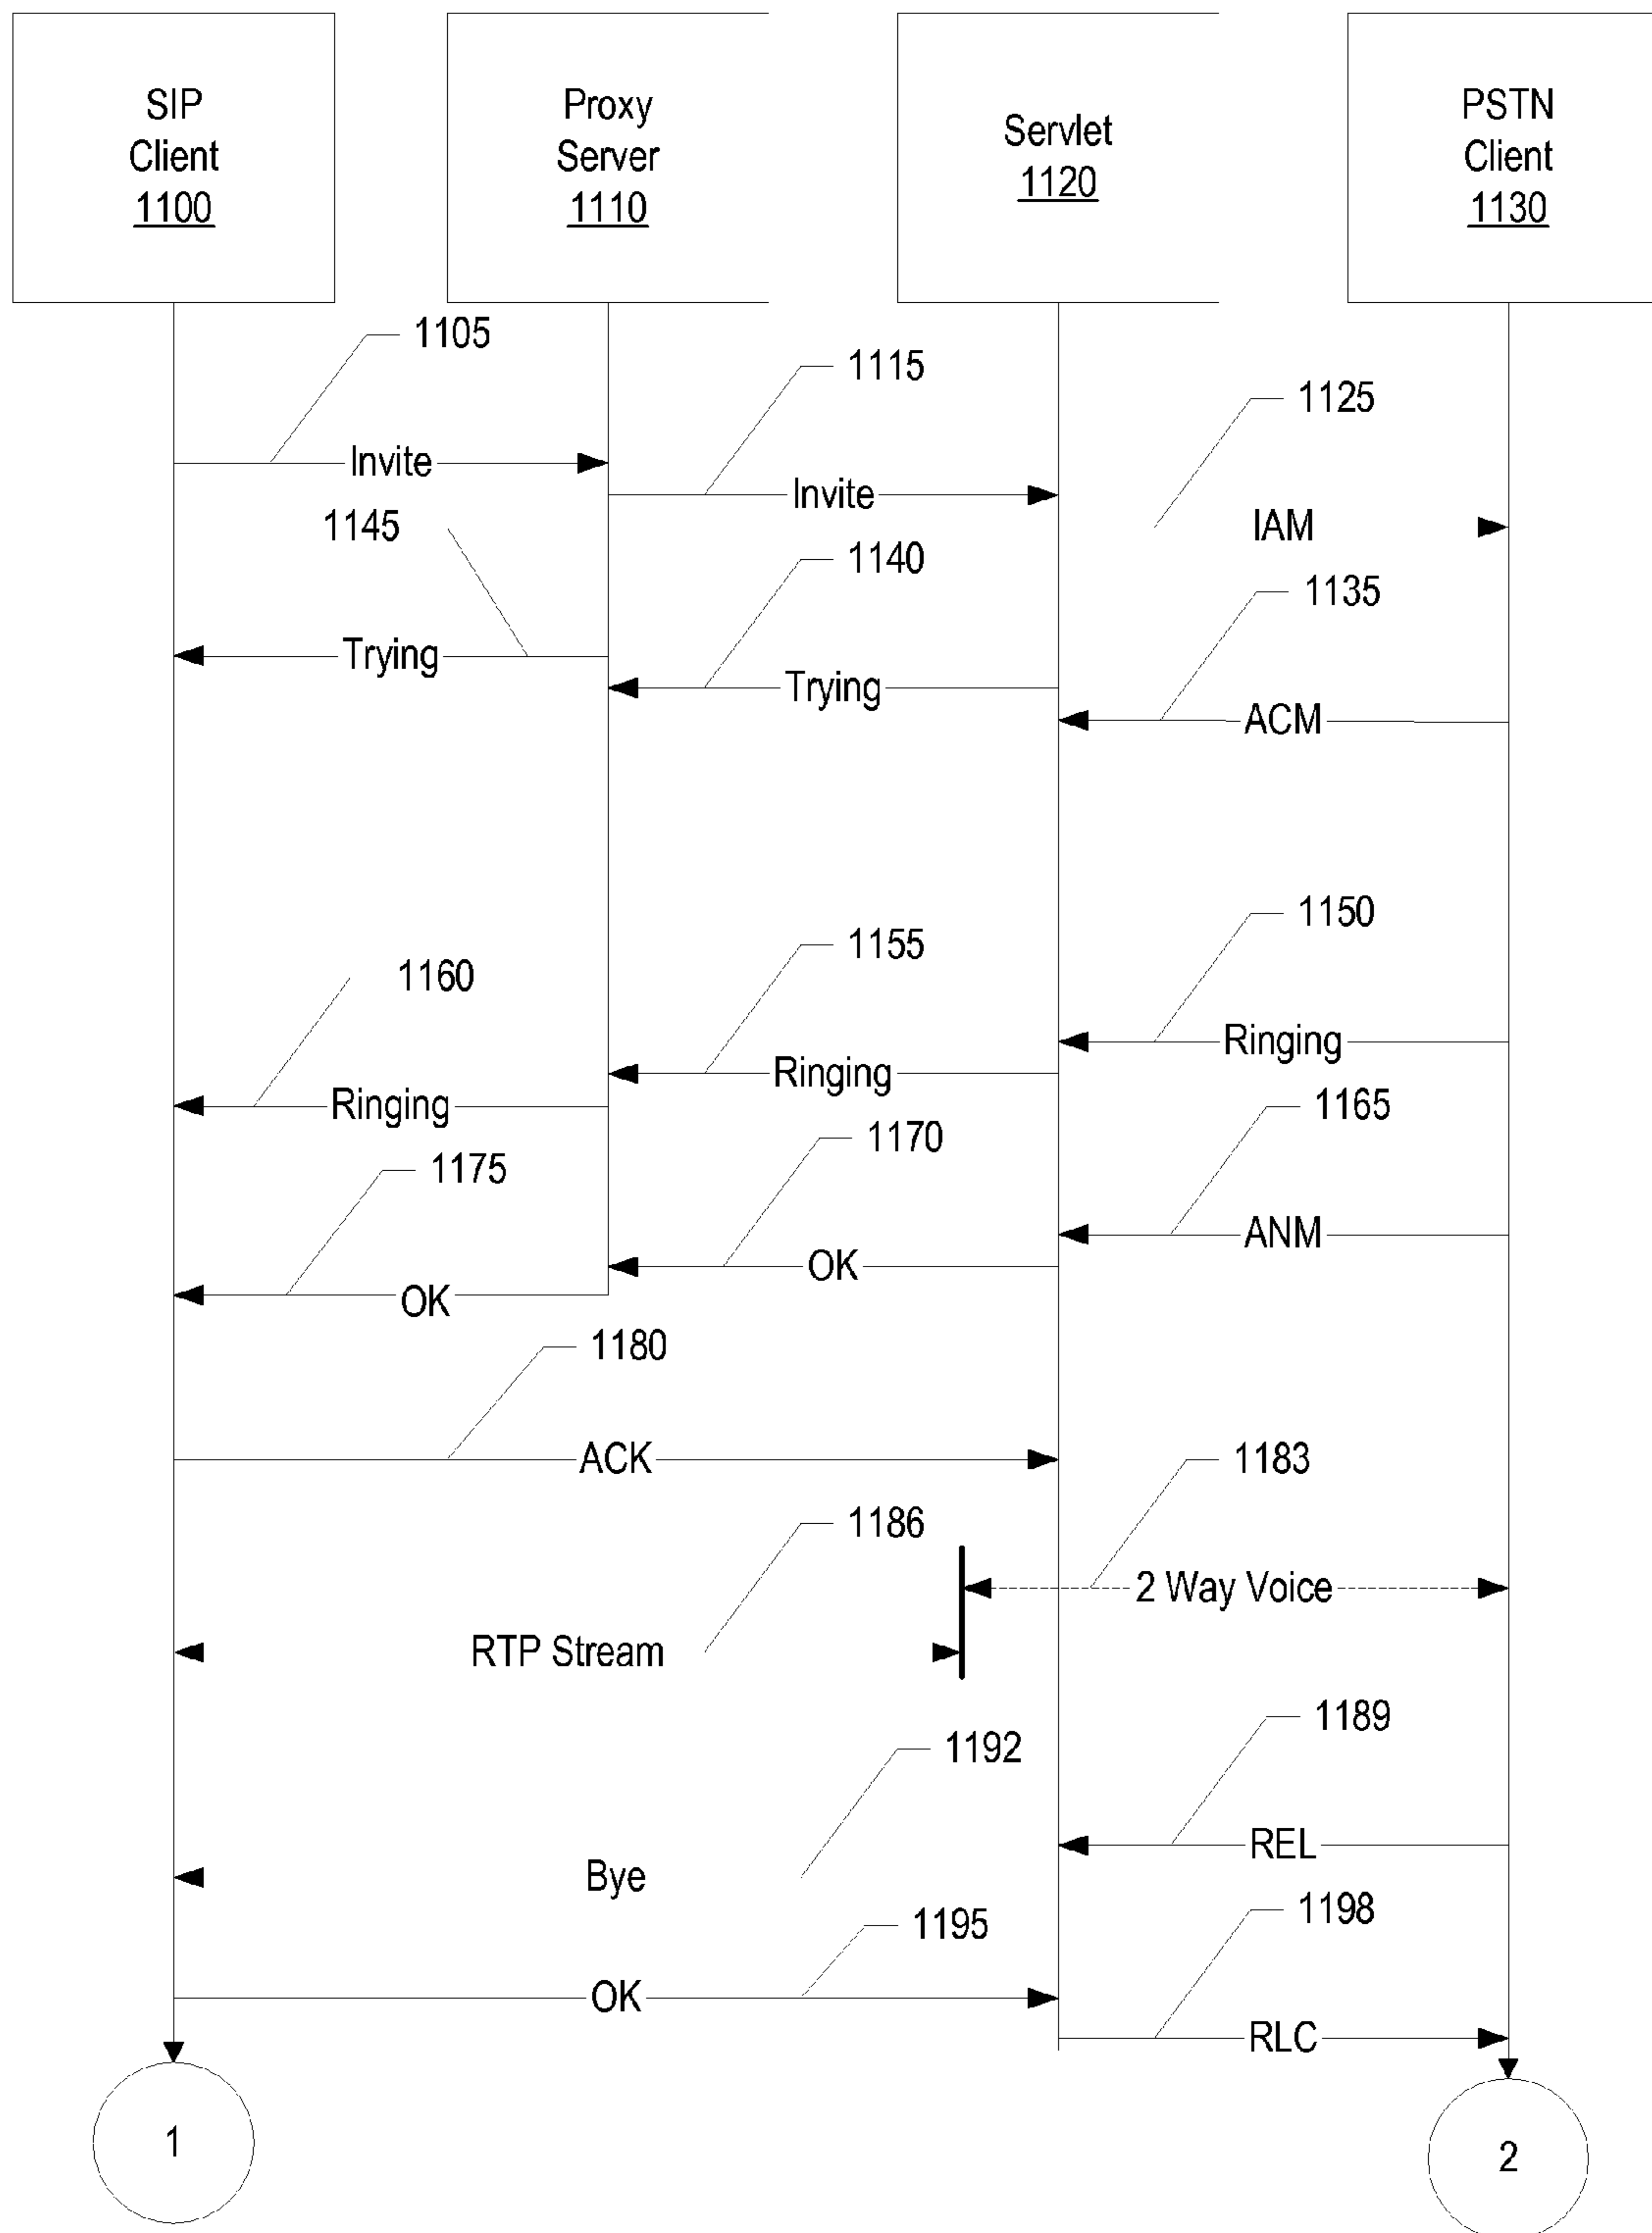 SIP
Client
1100
Proxy
Server
1110
Servlet
1120
PSTN
Client
1130
1105
1115
1125
Invite
Invite
IAM
1145
1140
1135
Trying
Trying
ACM
1150
1155
1160
Ringing
Ringing
Ringing
1165
1170
1175
ANM
OK
OK
1180
ACK
1183
1186
2 Way Voice
RTP Stream
1189
1192
REL
Bye
1198
1195
OK
RLC
1
2